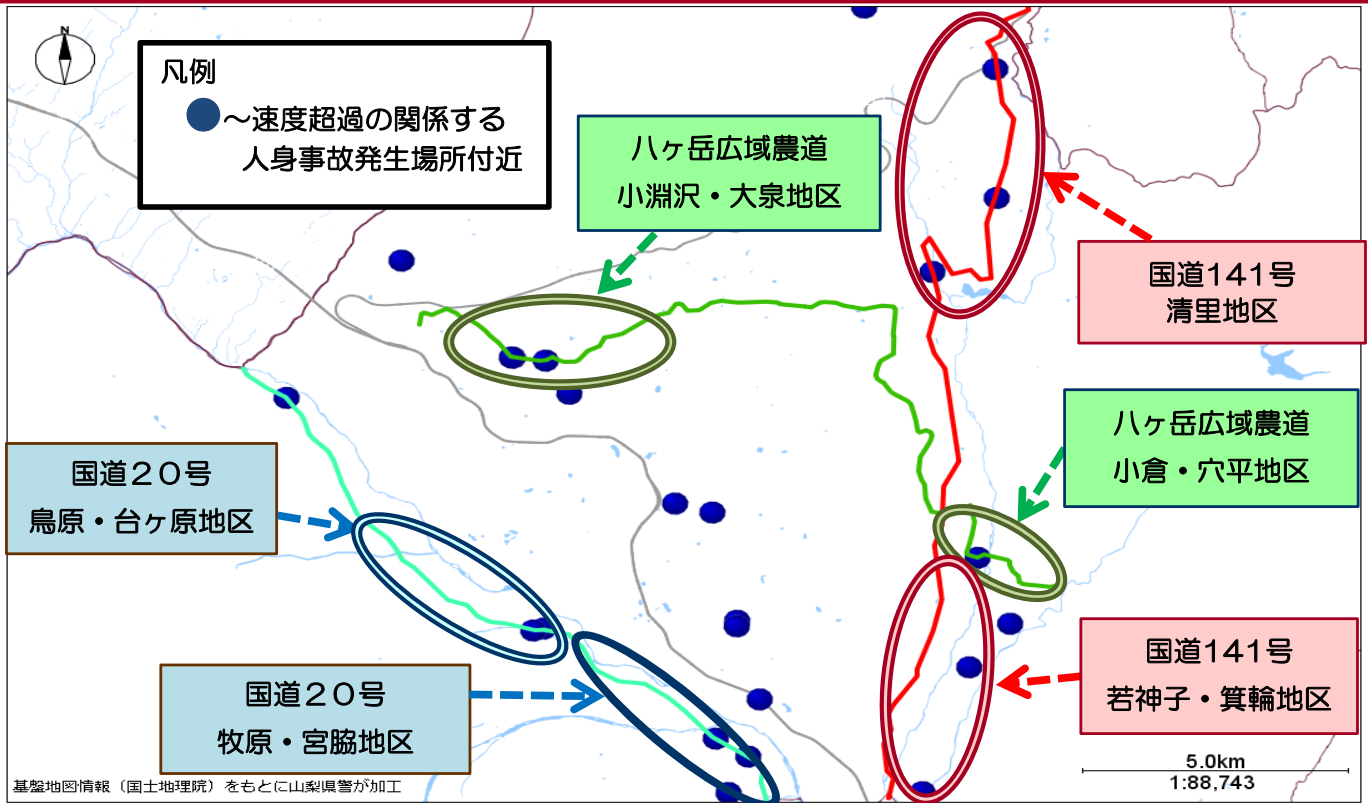 N
凡例
～速度超過の関係する
人身事故発生場所付近
八ヶ岳広域農道
小淵沢・大泉地区
国道141号
清里地区
八ヶ岳広域農道
小倉・穴平地区
国道２０号
鳥原・台ヶ原地区
国道２０号
牧原・宮脇地区
国道141号
若神子・箕輪地区
5.0km
1:88,743
基盤地図情報（国土地理院）をもとに山梨県警が加工